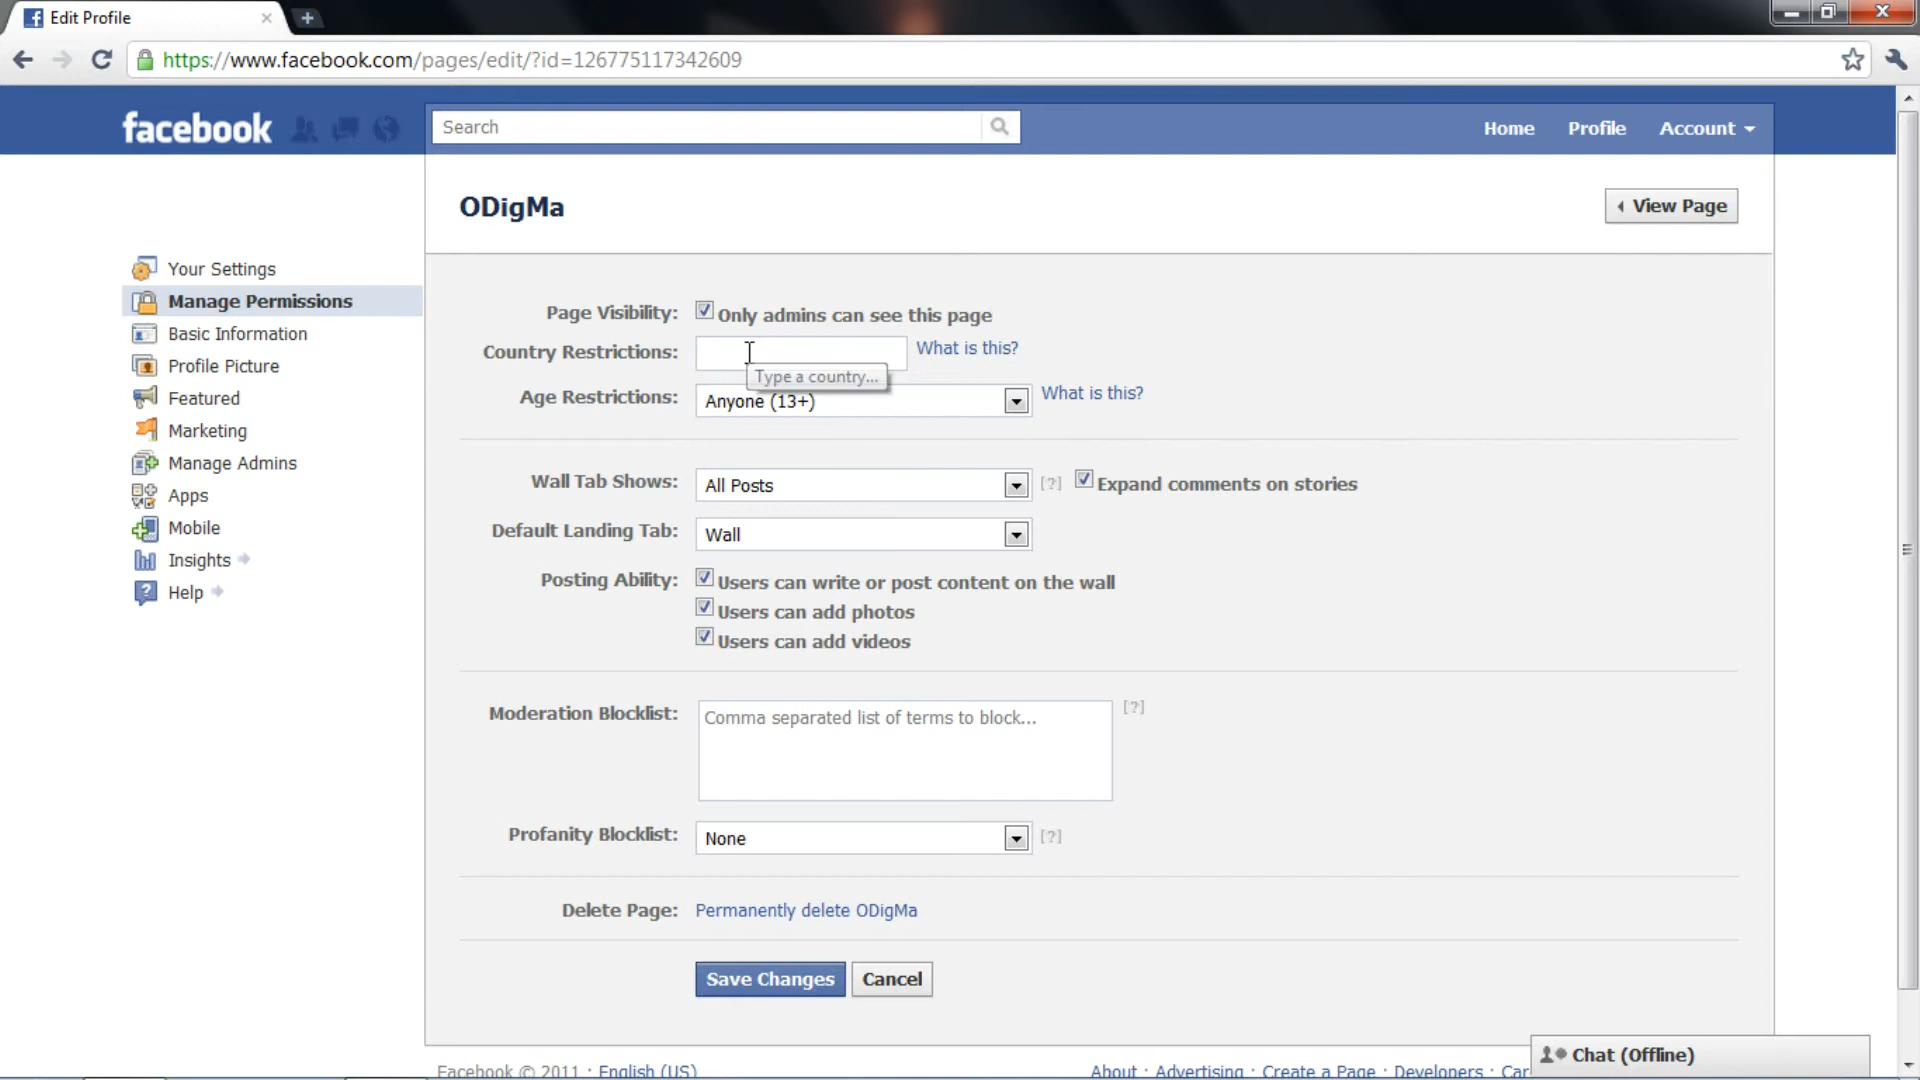 Edit Profile
https://www.facebook.com/pages/edit/?id=126775117342609
facebook
Search
Home Profile Account
ODigMa
View Page
Your Settings
Manage Permissions
Basic Information
Profile Picture
Featured
Marketing
Manage Admins
Apps
Mobile
Insights
Help
Page Visibility: Only admins can see this page
Country Restrictions: What is this?
Type a country...
Age Restrictions: Anyone (13+) What is this?
Wall Tab Shows: All Posts [?] Expand comments on stories
Default Landing Tab: Wall
Posting Ability: Users can write or post content on the wall
Users can add photos
Users can add videos
Moderation Blocklist: Comma separated list of terms to block... [?]
Profanity Blocklist: None [?]
Delete Page: Permanently delete ODigMa
Save Changes Cancel
Facebook © 2011 · English (US)
About · Advertising · Create a Page · Developers ·
Chat (Offline)